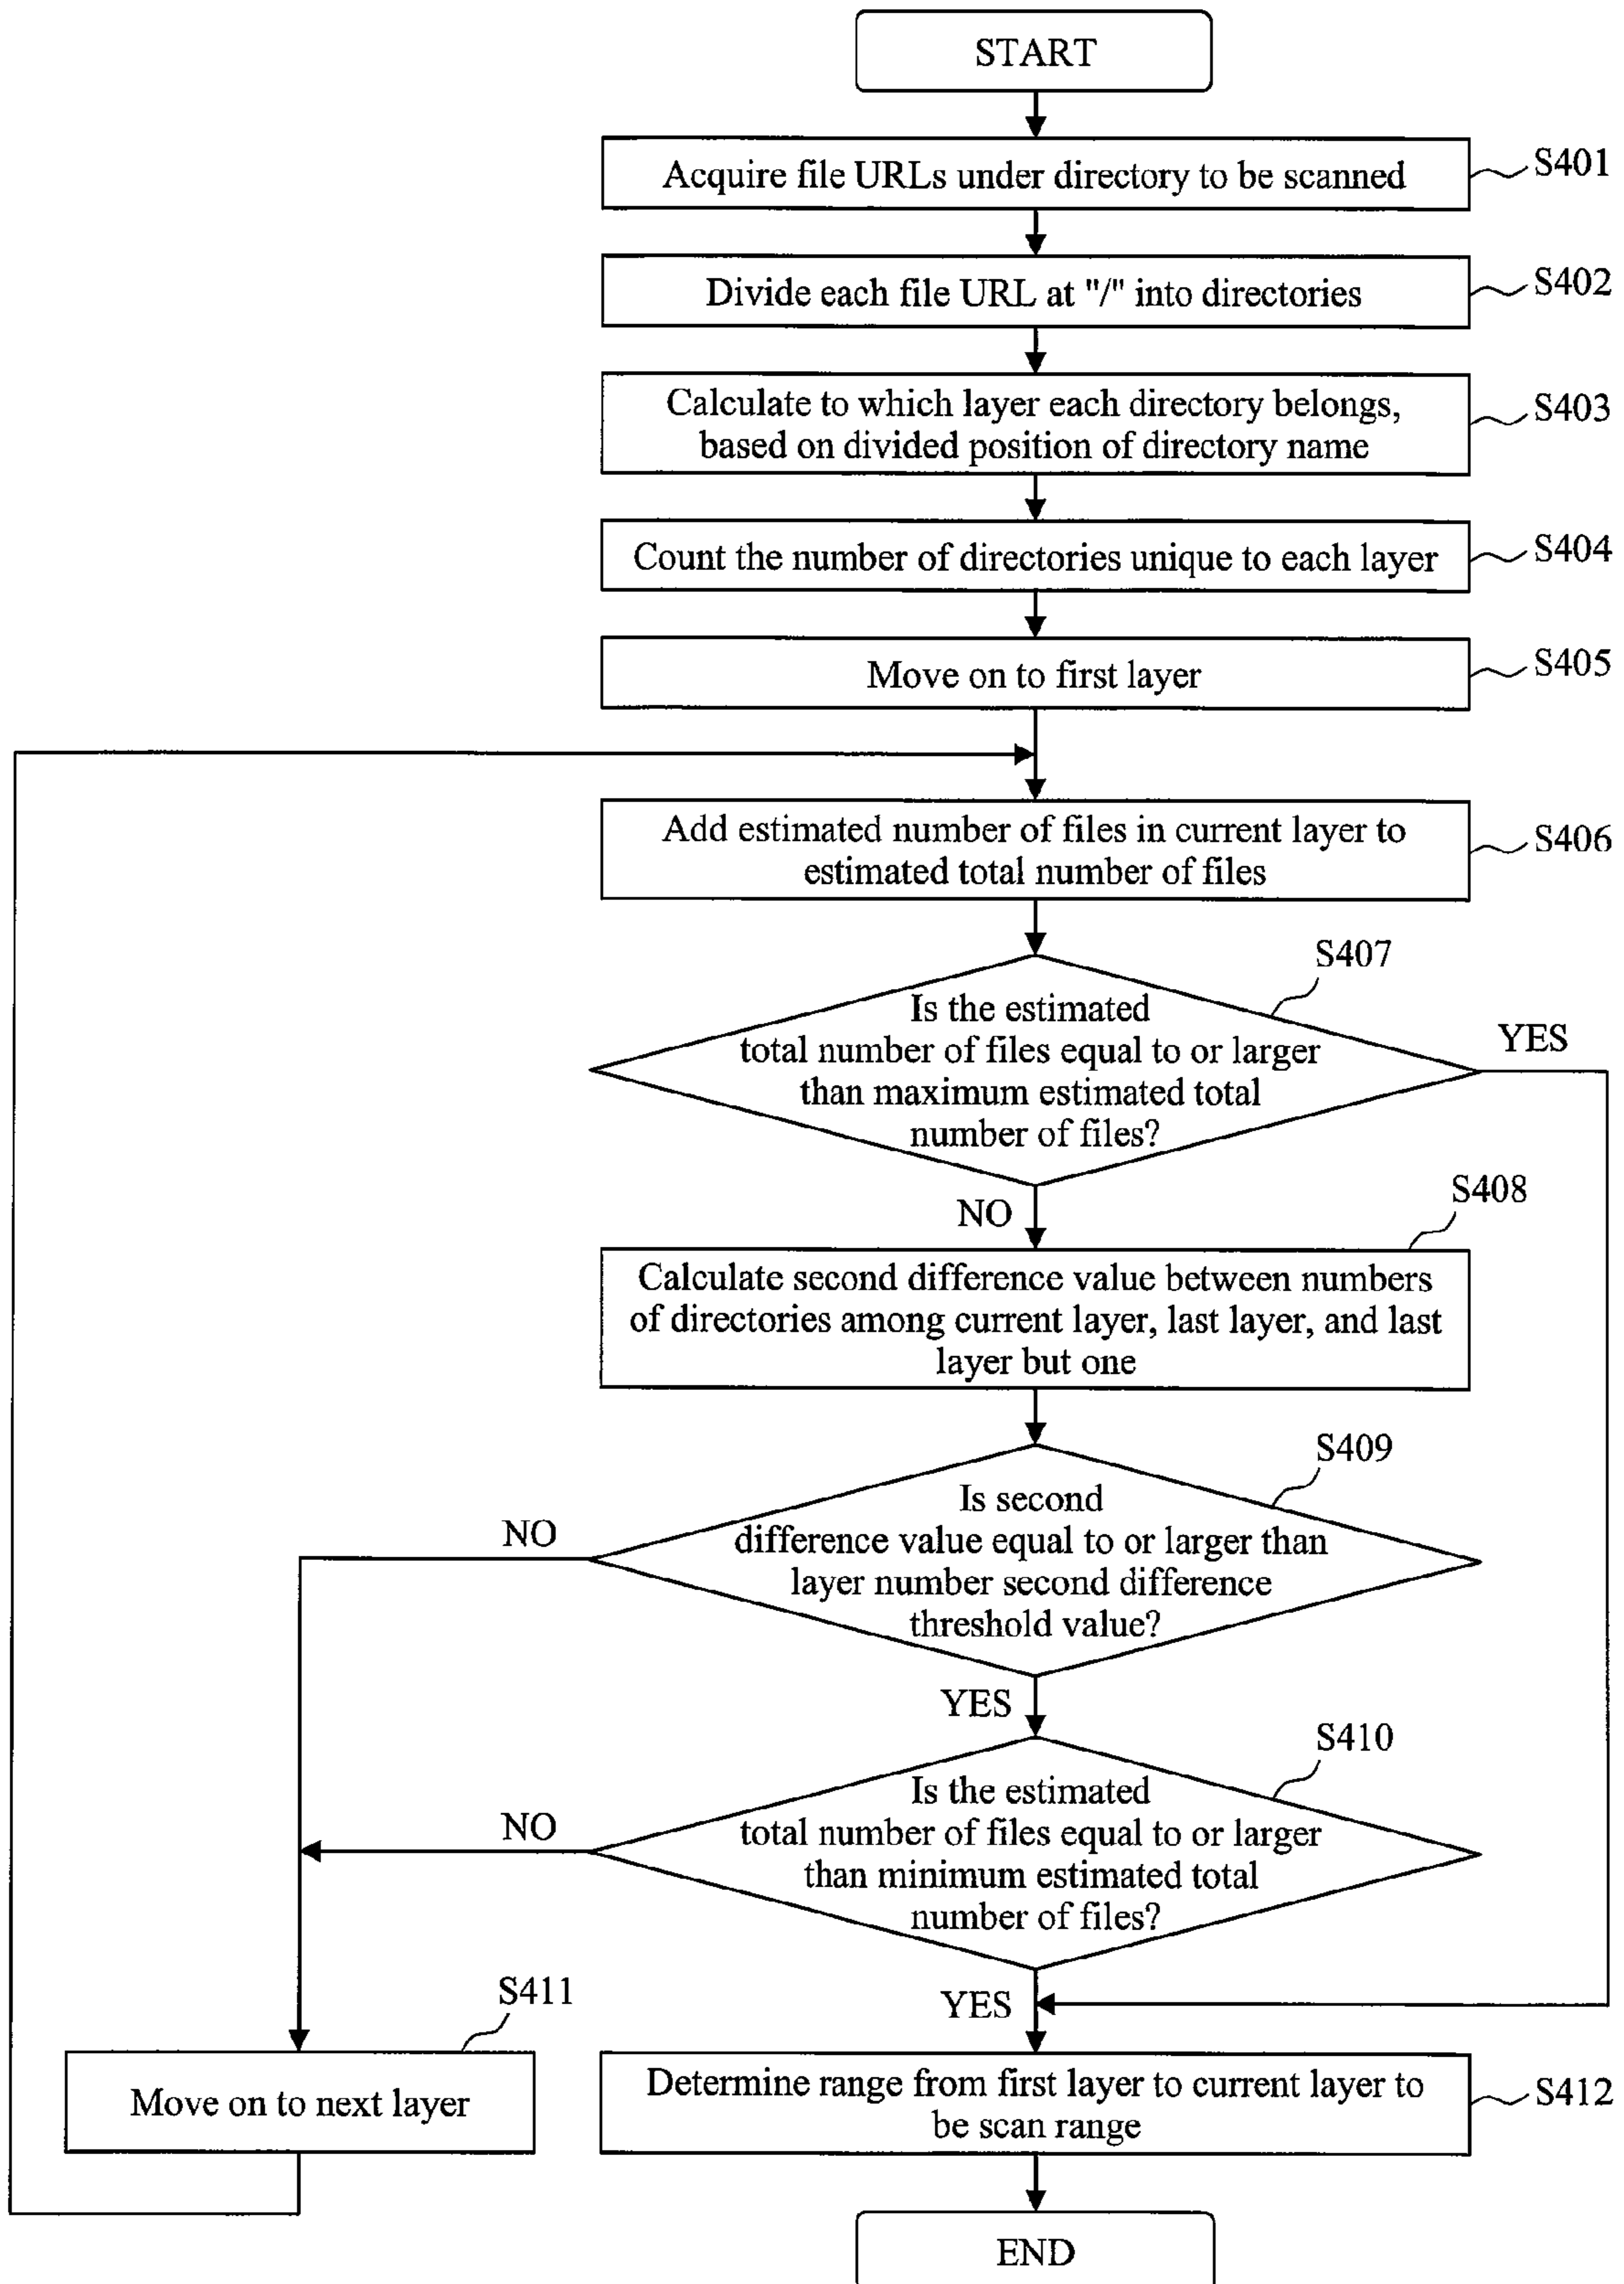 START
Acquire file URLs under directory to be scanned
S401
Divide each file URL at "/" into directories
S402
Calculate to which layer each directory belongs,
based on divided position of directory name
S403
Count the number of directories unique to each layer
S404
Move on to first layer
S405
Add estimated number of files in current layer to
estimated total number of files
S406
S407
Is the estimated
total number of files equal to or larger
than maximum estimated total
number of files?
YES
NO
S408
Calculate second difference value between numbers
of directories among current layer, last layer, and last
layer but one
S409
Is second
difference value equal to or larger than
layer number second difference
threshold value?
NO
YES
S410
Is the estimated
total number of files equal to or larger
than minimum estimated total
number of files?
NO
YES
S411
Move on to next layer
Determine range from first layer to current layer to
be scan range
S412
END